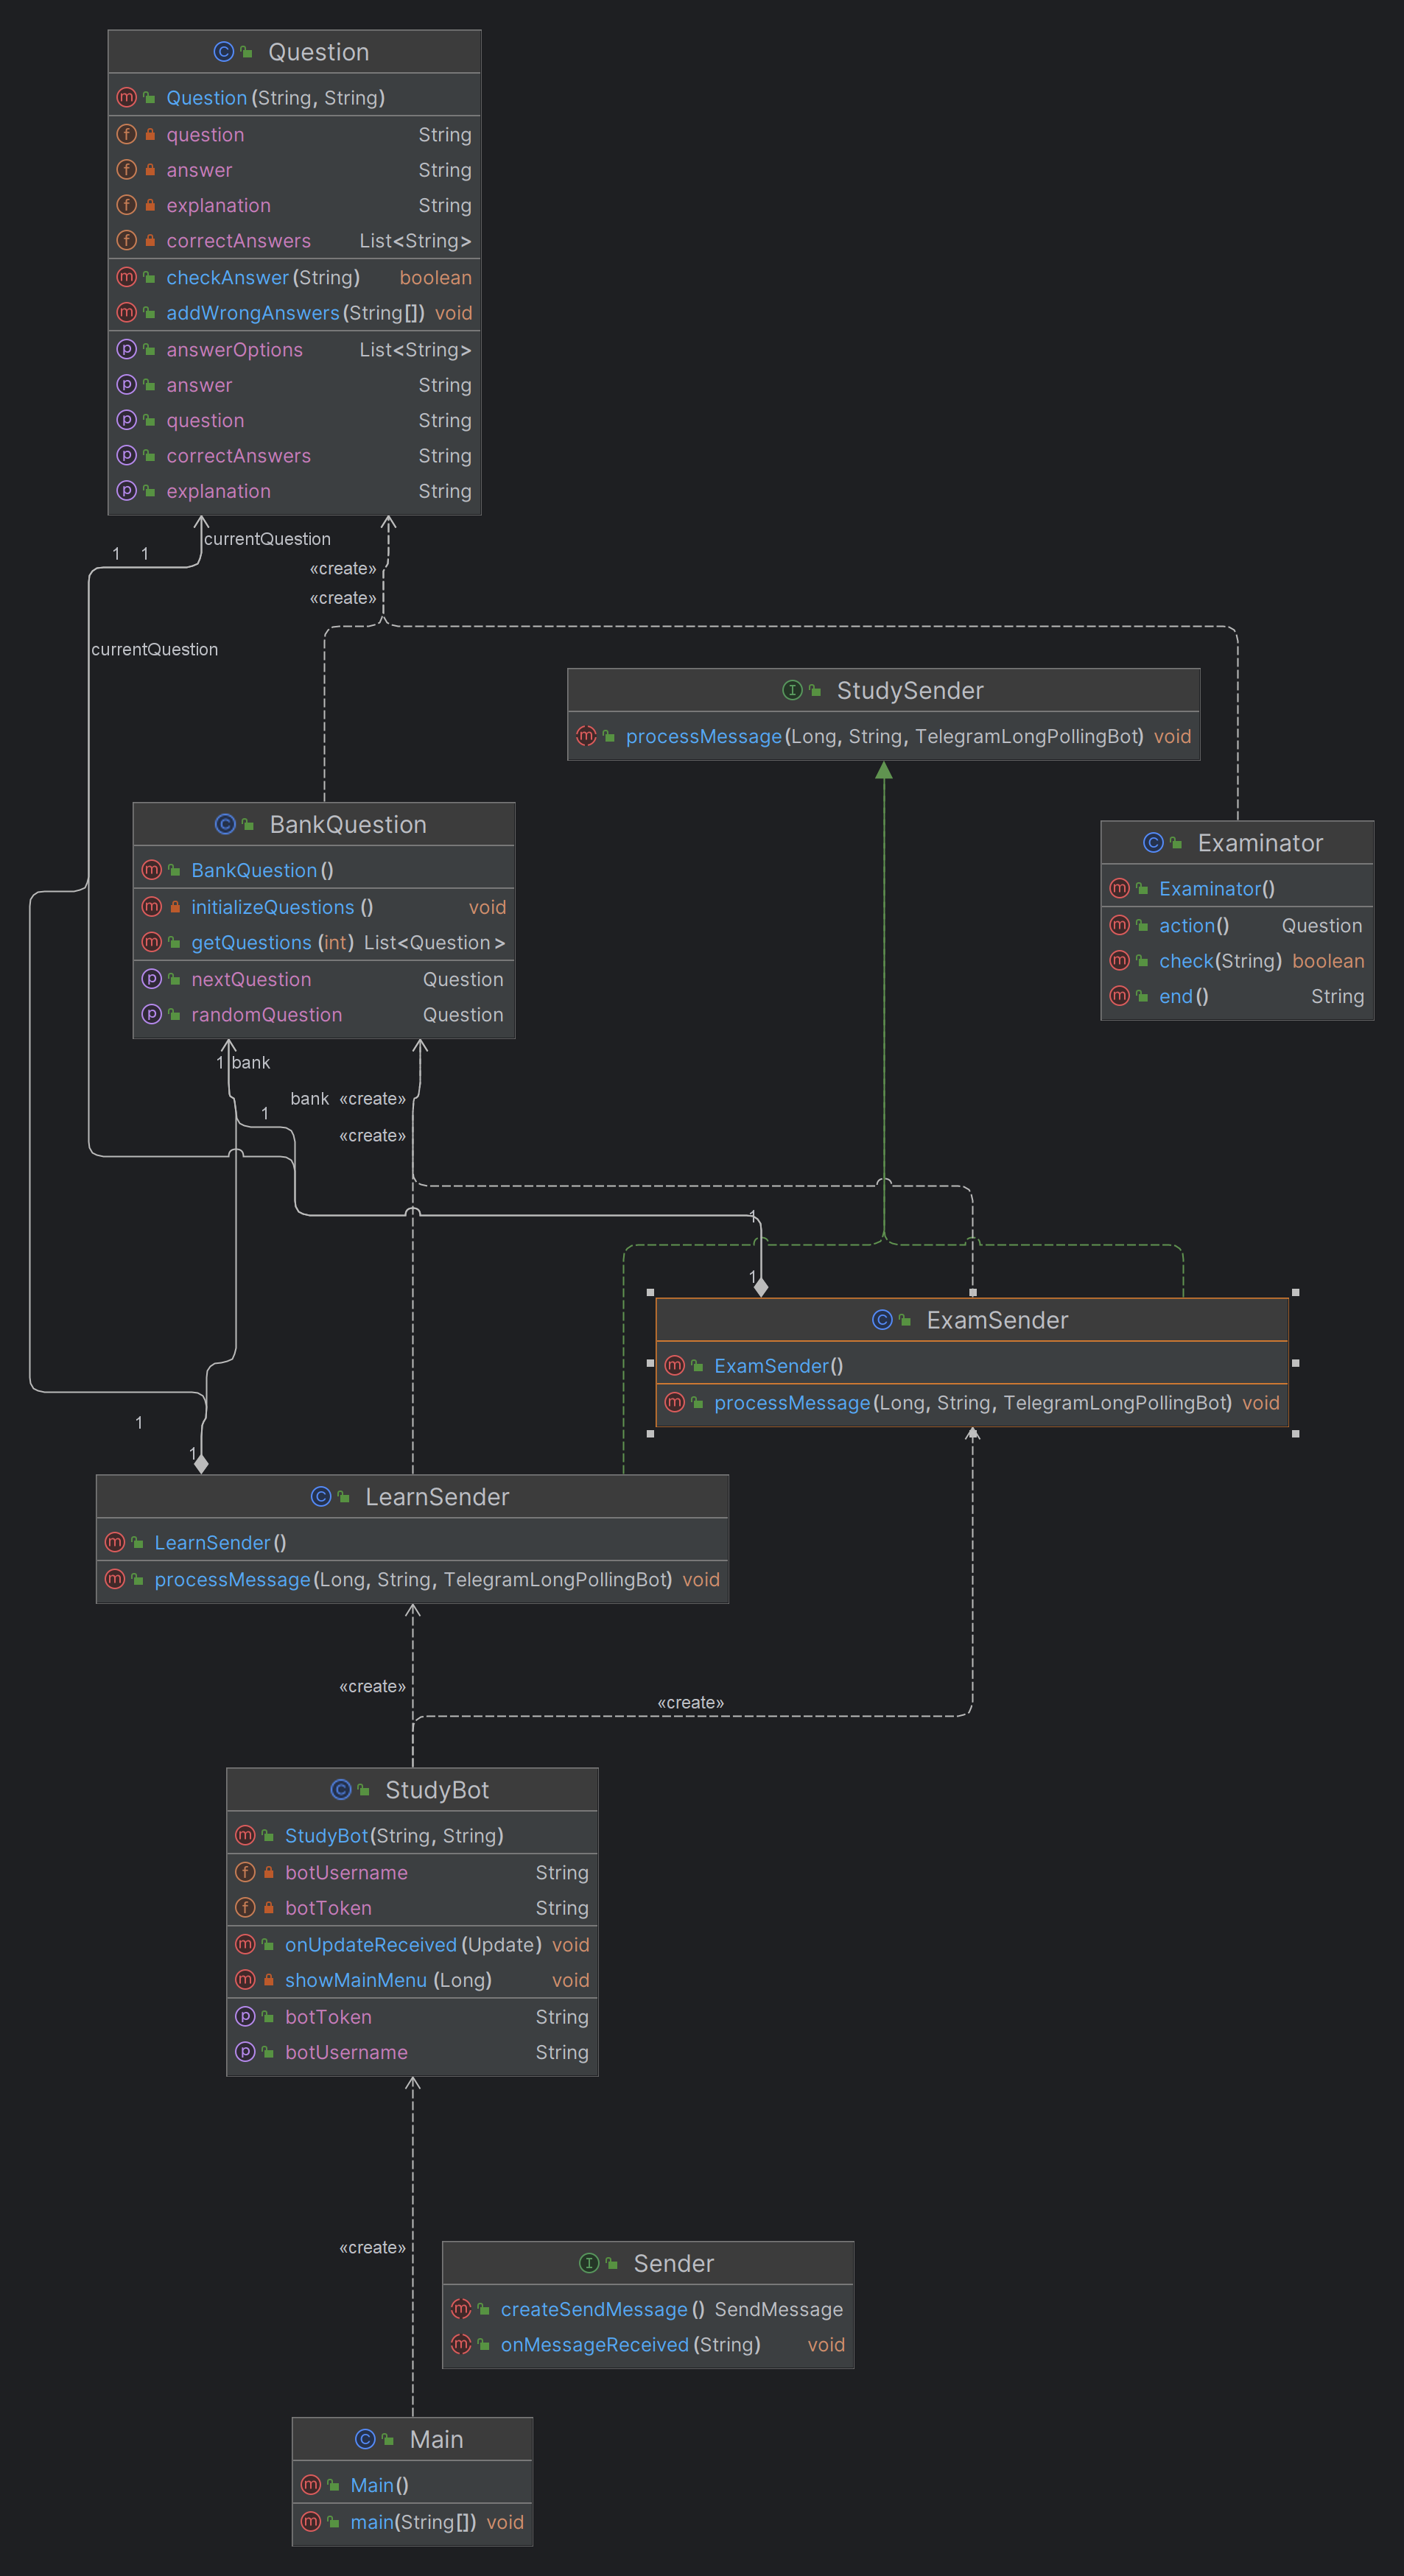 Question
Question(String, String)
question String
answer String
explanation String
correctAnswers List<String>
checkAnswer(String) boolean
addWrongAnswers(String[]) void
answerOptions List<String>
answer String
question String
correctAnswers String
explanation String
currentQuestion
1 1
«create»
«create»
currentQuestion
StudySender
processMessage(Long, String, TelegramLongPollingBot) void
BankQuestion
BankQuestion()
initializeQuestions() void
getQuestions(int) List<Question>
nextQuestion Question
randomQuestion Question
Examinator
Examinator()
action() Question
check(String) boolean
end() String
1 bank
bank «create»
1
«create»
1
1
ExamSender
ExamSender()
processMessage(Long, String, TelegramLongPollingBot) void
1
1
LearnSender
LearnSender()
processMessage(Long, String, TelegramLongPollingBot) void
«create»
«create»
StudyBot
StudyBot(String, String)
botUsername String
botToken String
onUpdateReceived(Update) void
showMainMenu(Long) void
botToken String
botUsername String
«create»
Sender
createSendMessage() SendMessage
onMessageReceived(String) void
Main
Main()
main(String[]) void